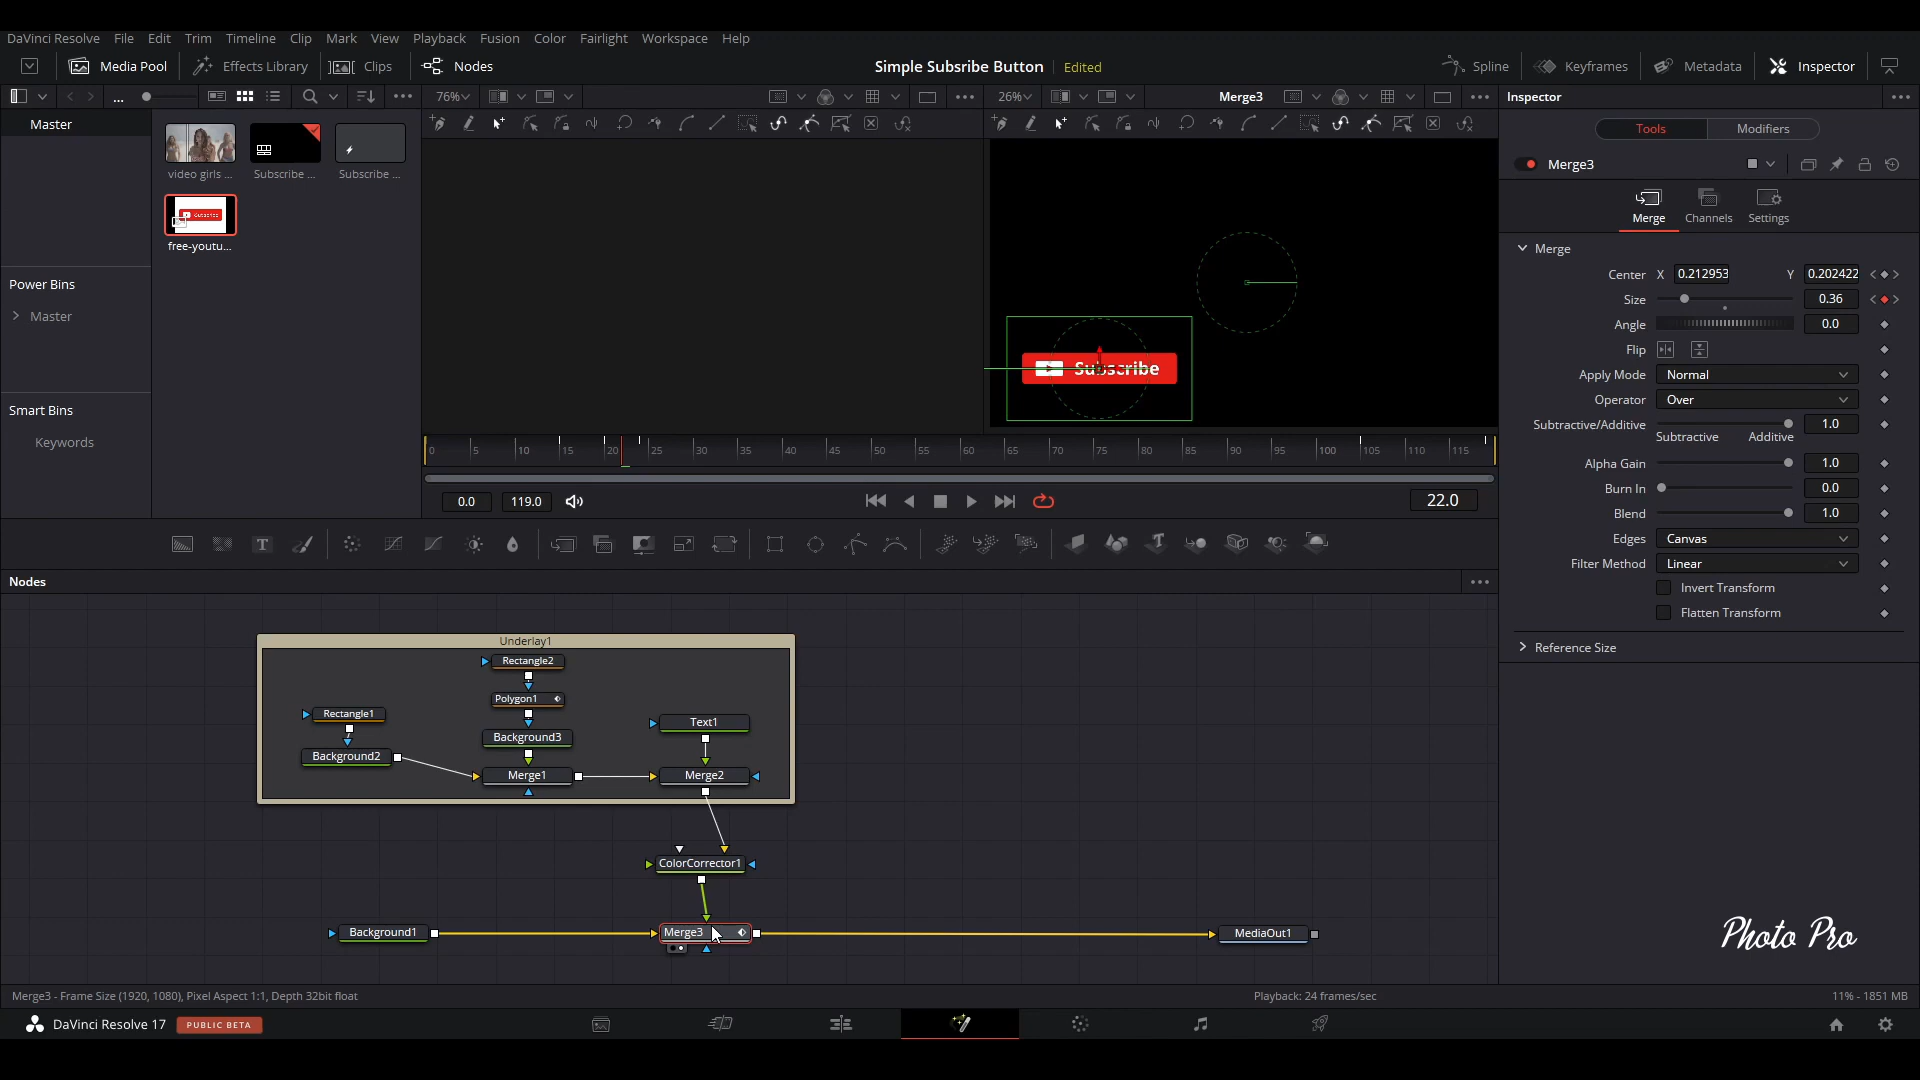 DaVinci Resolve File Edit Trim Timeline Clip Mark View Playback Fusion Color Fairlight Workspace Help
Media Pool Effects Library Clips Nodes Simple Subsribe Button Edited Spline Keyframes Metadata Inspector
... 76% 26% Merge3 Inspector
Master
Tools Modifiers
video girls ... Subscribe ... Subscribe ...
Merge3
Merge Channels Settings
free-youtu...
Merge
Center X 0.212953 Y 0.202422
Power Bins
Size 0.36
Master
Angle 0.0
Flip
Subscribe
Apply Mode Normal
Operator Over
Smart Bins
Subtractive/Additive 1.0
Subtractive Additive
Keywords
0 5 10 15 20 25 30 35 40 45 50 55 60 65 70 75 80 85 90 95 100 105 110 115
Alpha Gain 1.0
Burn In 0.0
0.0 119.0 22.0
Blend 1.0
Edges Canvas
Filter Method Linear
Nodes
Invert Transform
Flatten Transform
Underlay1
Reference Size
Rectangle2
Polygon1
Rectangle1
Text1
Background3
Background2
Merge1 Merge2
ColorCorrector1
Background1 Merge3 MediaOut1
Photo Pro
Merge3 - Frame Size (1920, 1080), Pixel Aspect 1:1, Depth 32bit float Playback: 24 frames/sec 11% - 1851 MB
DaVinci Resolve 17 PUBLIC BETA